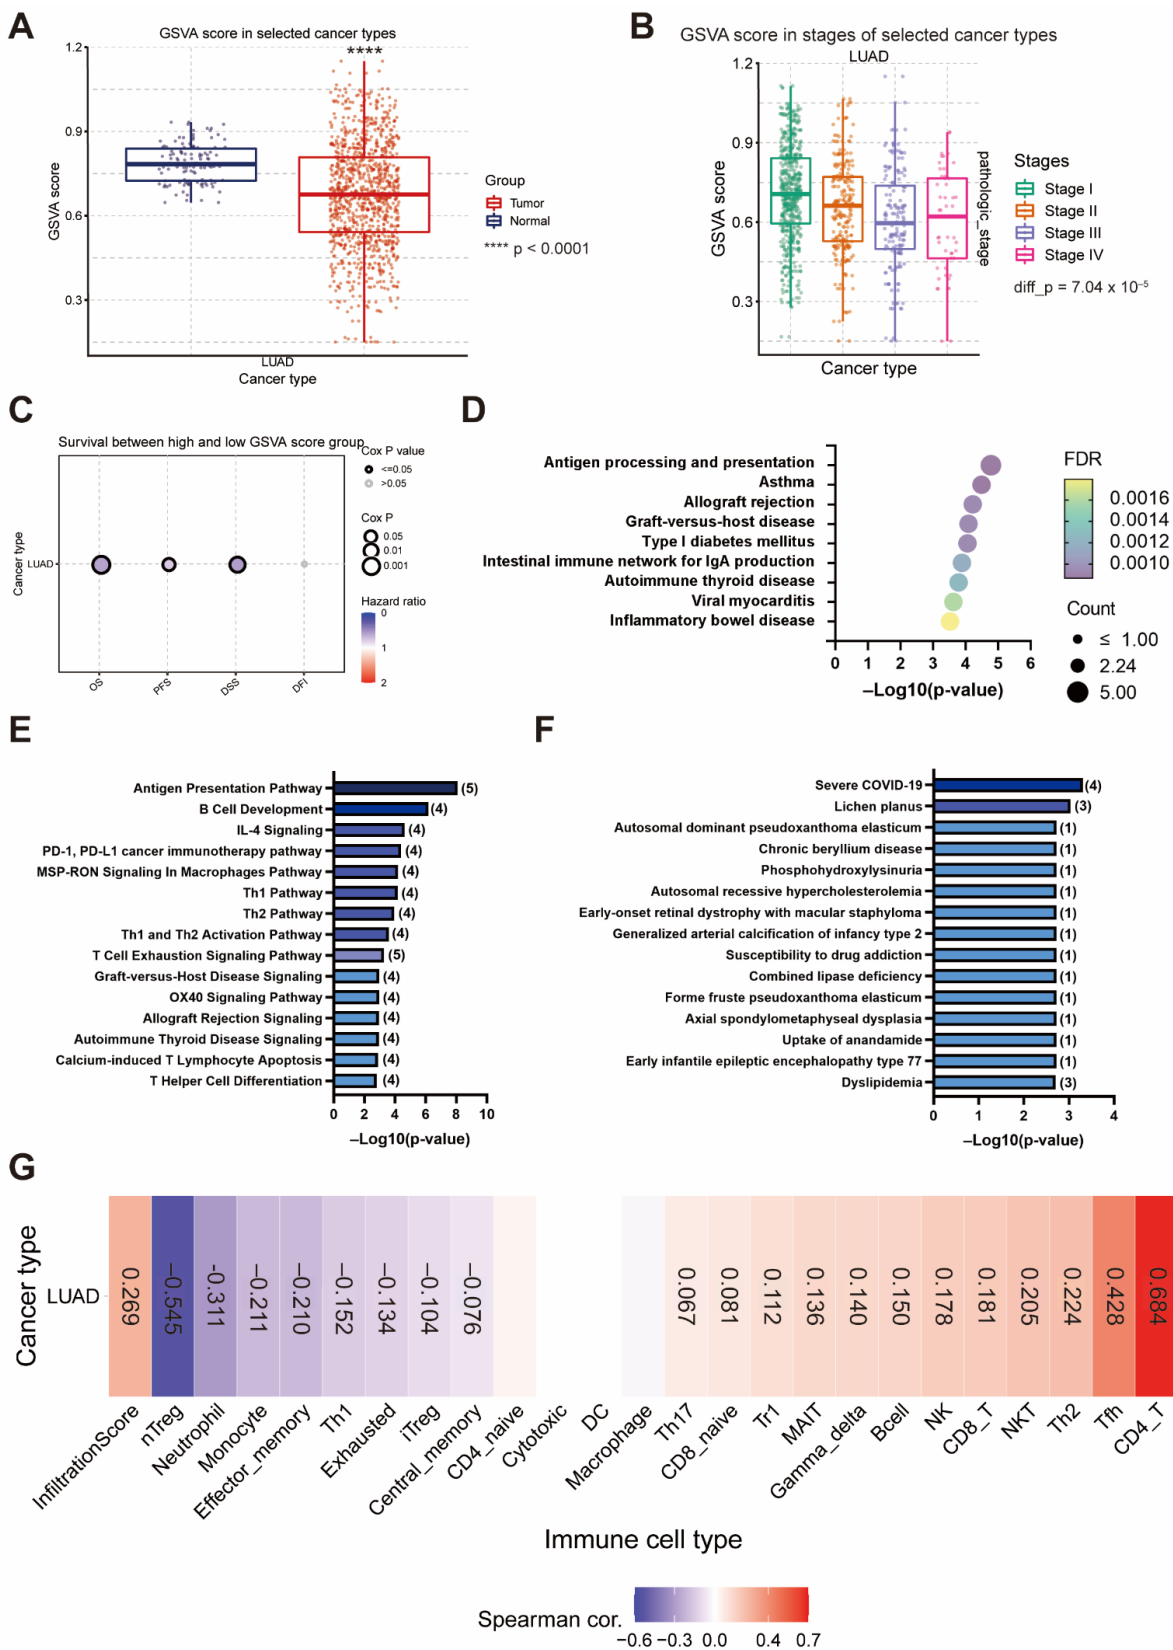 A
GSVA score in selected cancer types
****
1.2
0.9
0.6
0.3
GSVA score
LUAD
Cancer type
Group
Tumor
Normal
**** p < 0.0001
B
GSVA score in stages of selected cancer types
LUAD
1.2
0.9
0.6
0.3
GSVA score
pathologic_stage
Cancer type
Stages
Stage I
Stage II
Stage III
Stage IV
diff_p = 7.04 x 10⁻⁵
C
Survival between high and low GSVA score group
Cancer type
LUAD
OS
PFS
DSS
DFI
Cox P value
<=0.05
>0.05
Cox P
0.05
0.01
0.001
Hazard ratio
0
1
2
D
Antigen processing and presentation
Asthma
Allograft rejection
Graft-versus-host disease
Type I diabetes mellitus
Intestinal immune network for IgA production
Autoimmune thyroid disease
Viral myocarditis
Inflammatory bowel disease
0 1 2 3 4 5 6
–Log10(p-value)
FDR
0.0016
0.0014
0.0012
0.0010
Count
≤ 1.00
2.24
5.00
E
Antigen Presentation Pathway (5)
B Cell Development (4)
IL-4 Signaling (4)
PD-1, PD-L1 cancer immunotherapy pathway (4)
MSP-RON Signaling In Macrophages Pathway (4)
Th1 Pathway (4)
Th2 Pathway (4)
Th1 and Th2 Activation Pathway (4)
T Cell Exhaustion Signaling Pathway (5)
Graft-versus-Host Disease Signaling (4)
OX40 Signaling Pathway (4)
Allograft Rejection Signaling (4)
Autoimmune Thyroid Disease Signaling (4)
Calcium-induced T Lymphocyte Apoptosis (4)
T Helper Cell Differentiation (4)
0 2 4 6 8 10
–Log10(p-value)
F
Severe COVID-19 (4)
Lichen planus (3)
Autosomal dominant pseudoxanthoma elasticum (1)
Chronic beryllium disease (1)
Phosphohydroxylysinuria (1)
Autosomal recessive hypercholesterolemia (1)
Early-onset retinal dystrophy with macular staphyloma (1)
Generalized arterial calcification of infancy type 2 (1)
Susceptibility to drug addiction (1)
Combined lipase deficiency (1)
Forme fruste pseudoxanthoma elasticum (1)
Axial spondylometaphyseal dysplasia (1)
Uptake of anandamide (1)
Early infantile epileptic encephalopathy type 77 (1)
Dyslipidemia (3)
0 1 2 3 4
–Log10(p-value)
G
Cancer type
LUAD
0.269
−0.545
-0.311
−0.211
−0.210
−0.152
−0.134
−0.104
−0.076
0.067
0.081
0.112
0.136
0.140
0.150
0.178
0.181
0.205
0.224
0.428
0.684
InfiltrationScore
nTreg
Neutrophil
Monocyte
Effector_memory
Th1
Exhausted
iTreg
Central_memory
CD4_naive
Cytotoxic
DC
Macrophage
Th17
CD8_naive
Tr1
MAIT
Gamma_delta
Bcell
NK
CD8_T
NKT
Th2
Tfh
CD4_T
Immune cell type
Spearman cor.
−0.6 −0.3 0.0 0.4 0.7